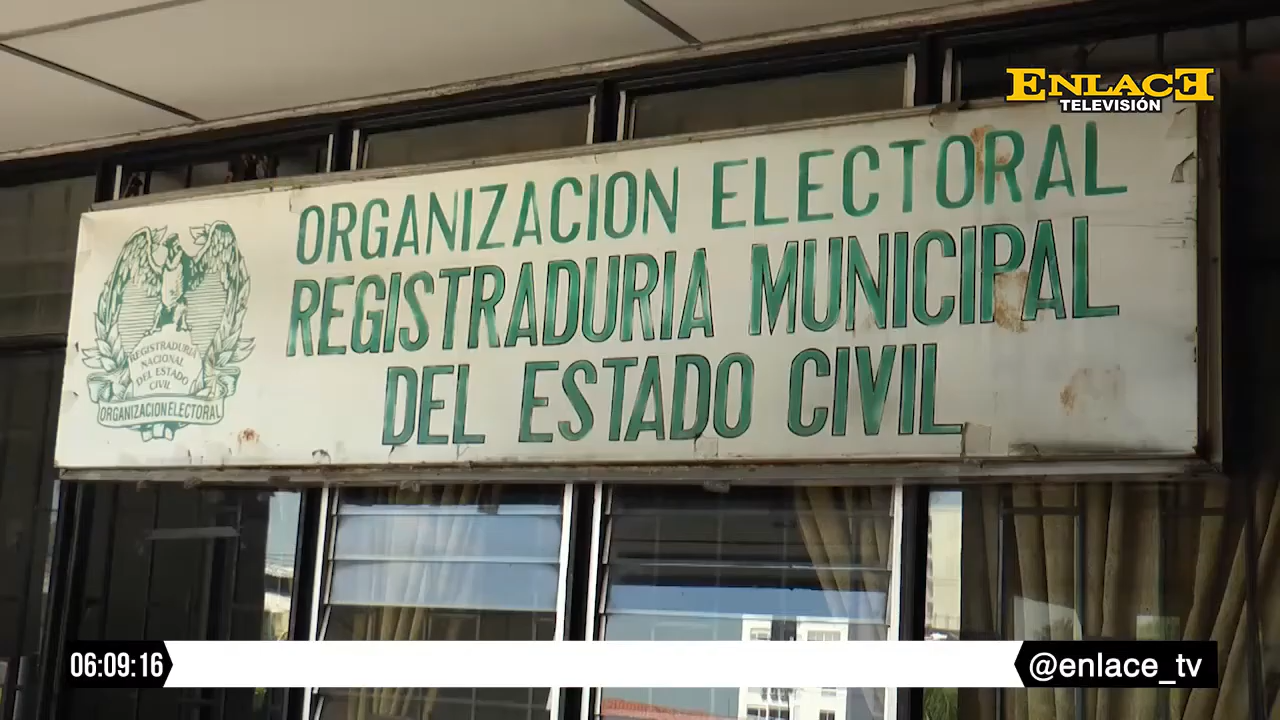 ENLACE
TELEVISIÓN
ORGANIZACION ELECTORAL
REGISTRADURIA MUNICIPAL
DEL ESTADO CIVIL
REGISTRADURIA
NACIONAL
DEL ESTADO
CIVIL
ORGANIZACION ELECTORAL
06:09:16
@enlace_tv